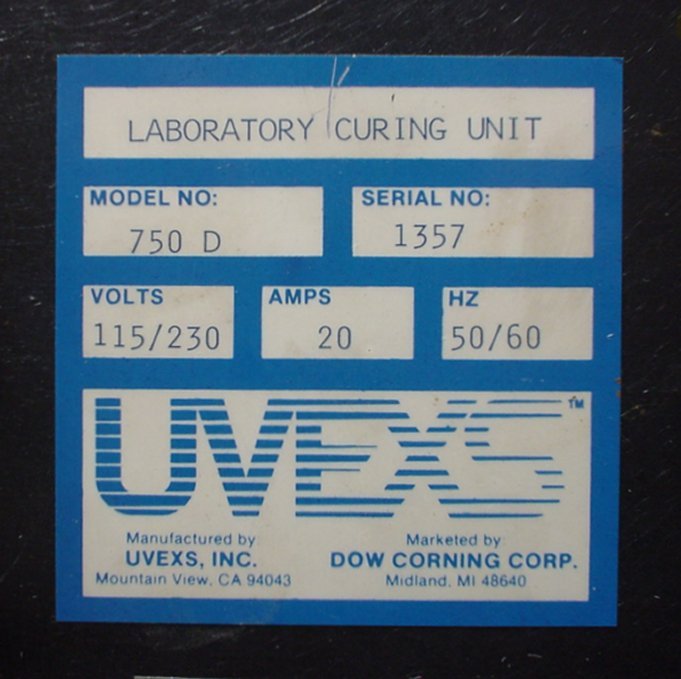 LABORATORY CURING UNIT
MODEL NO: SERIAL NO:
750 D 1357
VOLTS AMPS HZ
115/230 20 50/60
UVEXS TM
Manufactured by Marketed by:
UVEXS, INC. DOW CORNING CORP.
Mountain View, CA 94043 Midland, MI 48640